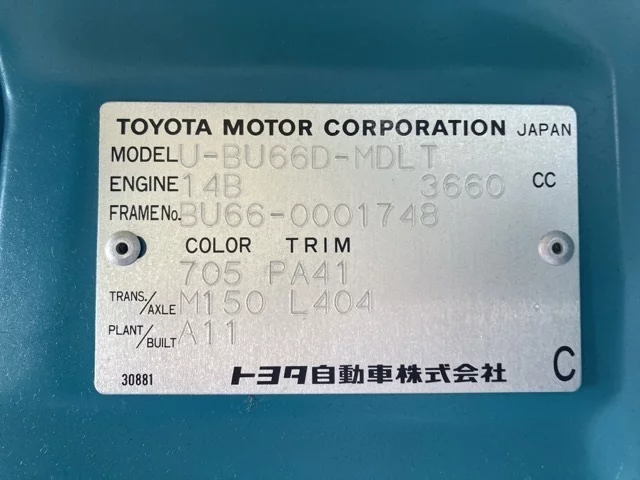 TOYOTA MOTOR CORPORATION JAPAN
MODEL U-BU66D-MDLT
ENGINE 14B 3660 CC
FRAME No. BU66-0001748
COLOR TRIM
705 PA41
TRANS./AXLE M150 L404
PLANT/BUILT A11
30881 トヨタ自動車株式会社 C